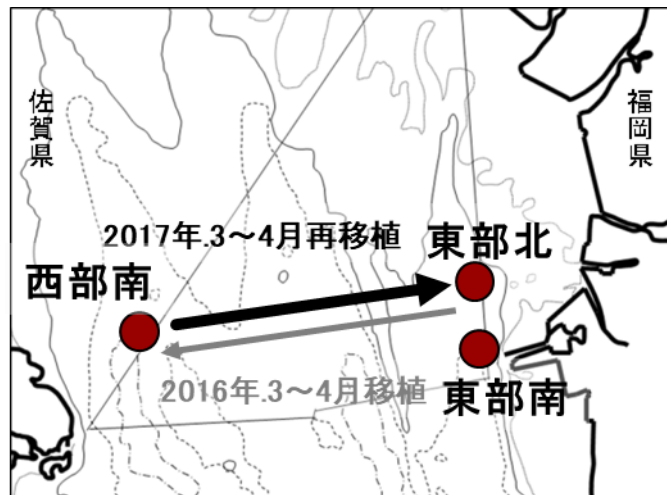 佐賀県
福岡県
2017年.3～4月再移植
東部北
西部南
2016年.3～4月移植
東部南